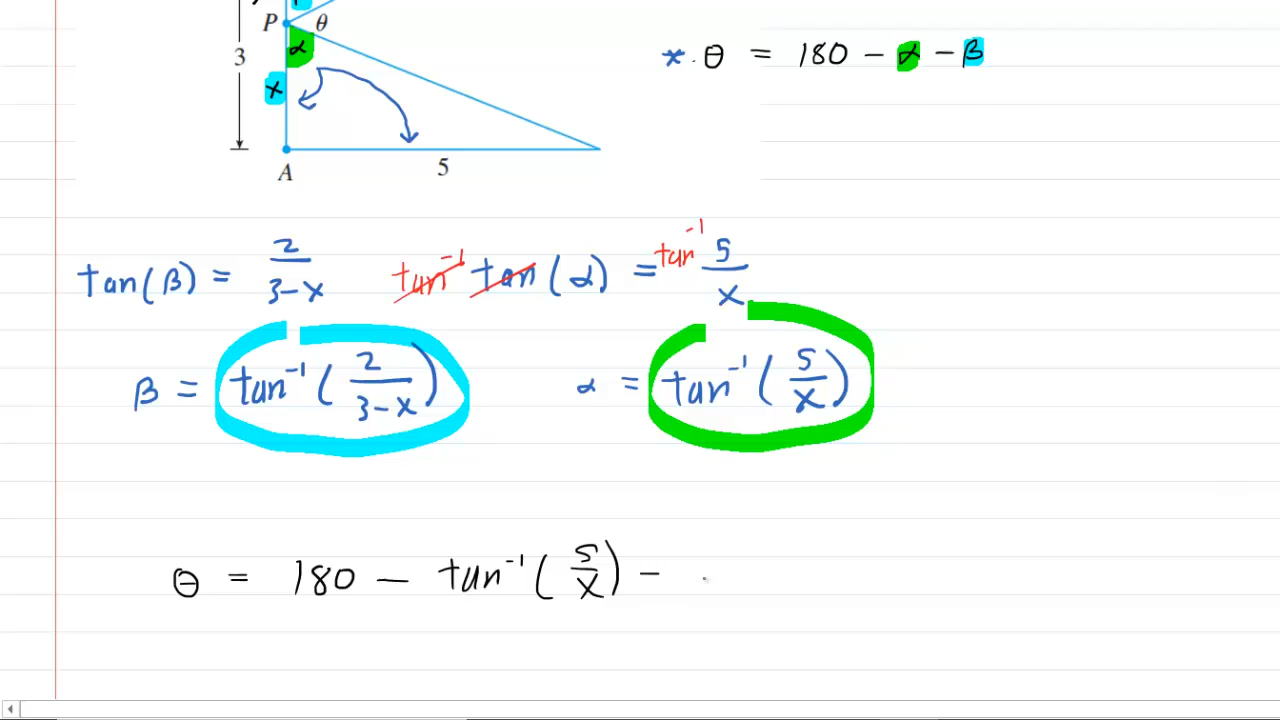 P θ
α
3
x
5
A
* · θ = 180 - α - β
tan(β) = 2/(3-x) tan⁻¹ tan(α) = tan⁻¹ 5/x
β = tan⁻¹(2/(3-x)) α = tan⁻¹(5/x)
θ = 180 - tan⁻¹(5/x) -